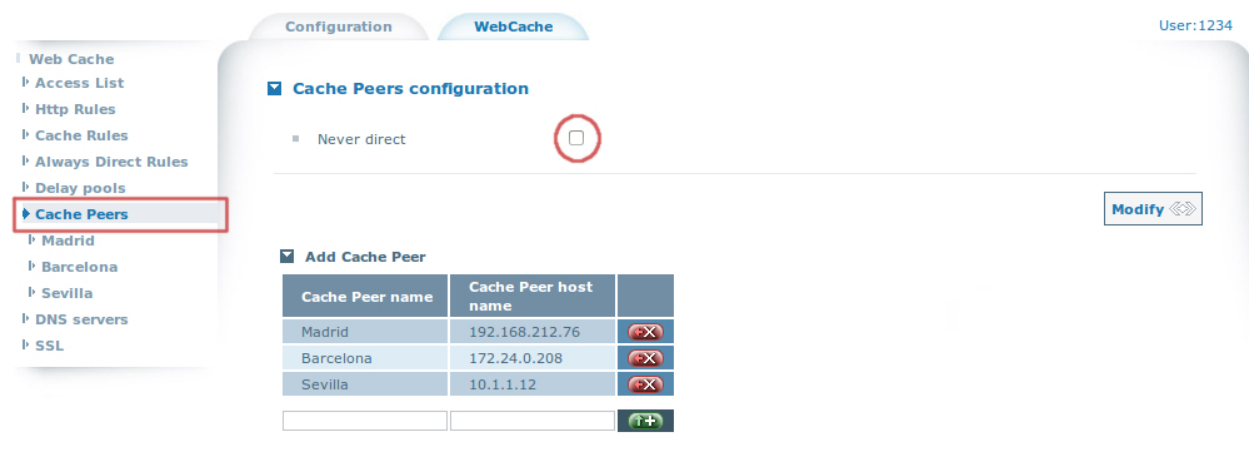 Configuration
WebCache
User:1234
Web Cache
Access List
Http Rules
Cache Rules
Always Direct Rules
Delay pools
Cache Peers
Madrid
Barcelona
Sevilla
DNS servers
SSL
Cache Peers configuration
Never direct
Modify
Add Cache Peer
Cache Peer name
Cache Peer host
name
Madrid 192.168.212.76
Barcelona 172.24.0.208
Sevilla 10.1.1.12